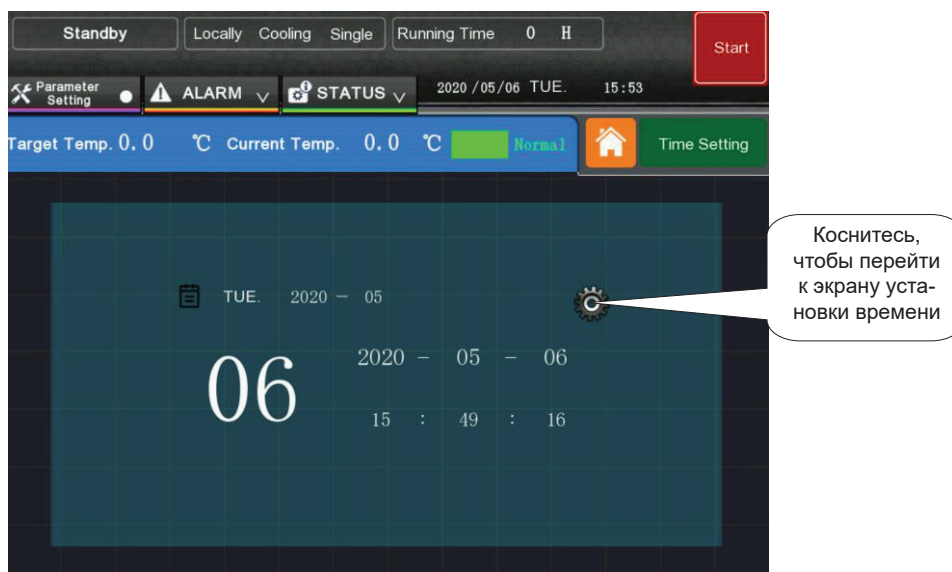 Standby Locally Cooling Single Running Time 0 H Start
Parameter Setting ALARM STATUS 2020 /05/06 TUE. 15:53
Target Temp. 0.0 ℃ Current Temp. 0.0 ℃ Normal Time Setting
TUE. 2020 - 05
06
2020 - 05 - 06
15 : 49 : 16
Коснитесь,
чтобы перейти
к экрану уста-
новки времени